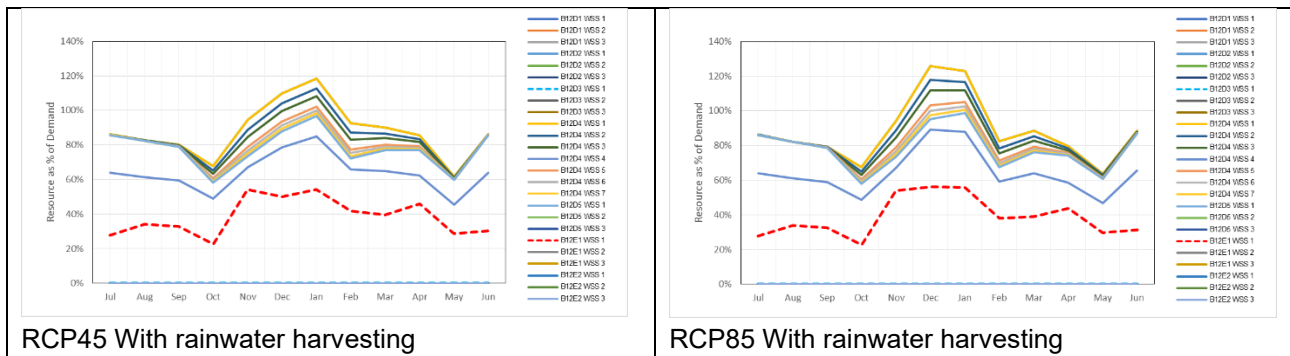 B12D1 WSS 1
B12D1 WSS 2
B12D1 WSS 3
B12D2 WSS 1
B12D2 WSS 2
B12D2 WSS 3
B12D3 WSS 1
B12D3 WSS 2
B12D3 WSS 3
B12D4 WSS 1
B12D4 WSS 2
B12D4 WSS 3
B12D4 WSS 4
B12D4 WSS 5
B12D4 WSS 6
B12D4 WSS 7
B12D5 WSS 1
B12D5 WSS 2
B12D5 WSS 3
B12E1 WSS 1
B12E1 WSS 2
B12E1 WSS 3
B12E2 WSS 1
B12E2 WSS 2
B12E2 WSS 3
140%
120%
100%
80%
60%
40%
20%
0%
Resource as % of Demand
Jul Aug Sep Oct Nov Dec Jan Feb Mar Apr May Jun
RCP45 With rainwater harvesting
B12D1 WSS 1
B12D1 WSS 2
B12D1 WSS 3
B12D2 WSS 1
B12D2 WSS 2
B12D2 WSS 3
B12D3 WSS 1
B12D3 WSS 2
B12D3 WSS 3
B12D4 WSS 1
B12D4 WSS 2
B12D4 WSS 3
B12D4 WSS 4
B12D4 WSS 5
B12D4 WSS 6
B12D4 WSS 7
B12D5 WSS 1
B12D5 WSS 2
B12D5 WSS 3
B12E1 WSS 1
B12E1 WSS 2
B12E1 WSS 3
B12E2 WSS 1
B12E2 WSS 2
B12E2 WSS 3
140%
120%
100%
80%
60%
40%
20%
0%
Resource as % of Demand
Jul Aug Sep Oct Nov Dec Jan Feb Mar Apr May Jun
RCP85 With rainwater harvesting